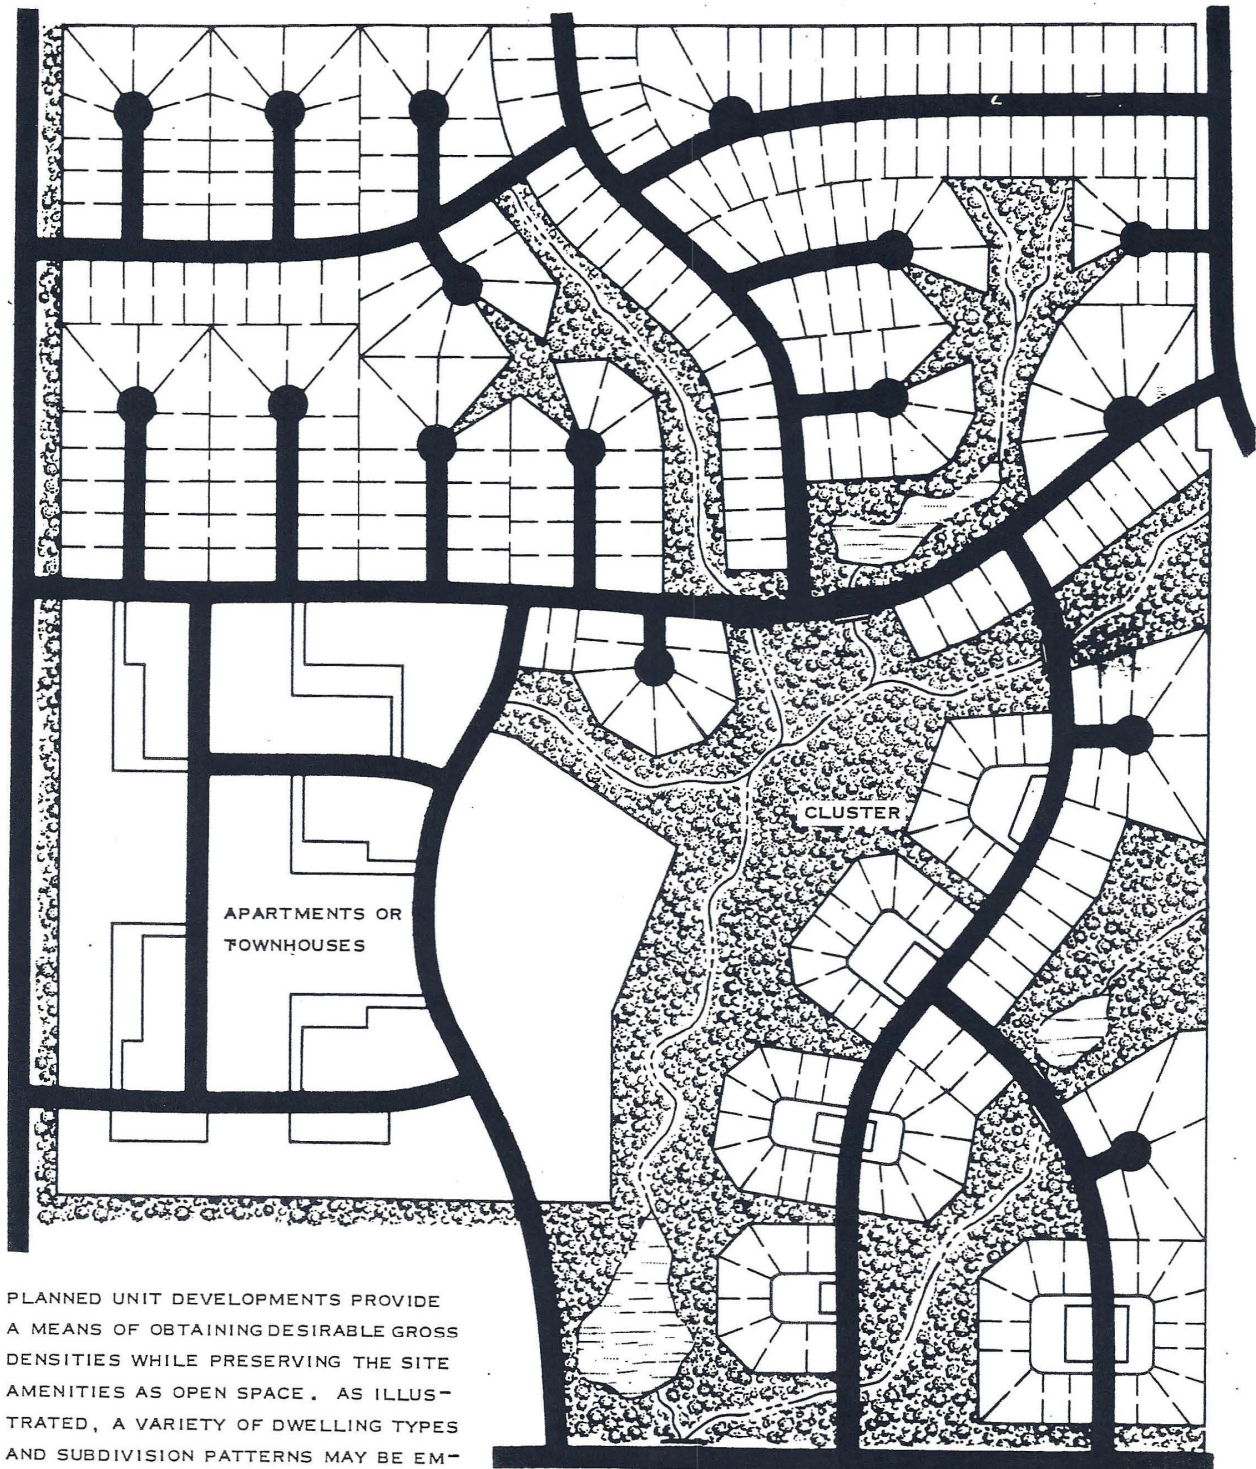 CLUSTER
APARTMENTS OR
TOWNHOUSES
PLANNED UNIT DEVELOPMENTS PROVIDE
A MEANS OF OBTAINING DESIRABLE GROSS
DENSITIES WHILE PRESERVING THE SITE
AMENITIES AS OPEN SPACE. AS ILLUS-
TRATED, A VARIETY OF DWELLING TYPES
AND SUBDIVISION PATTERNS MAY BE EM-